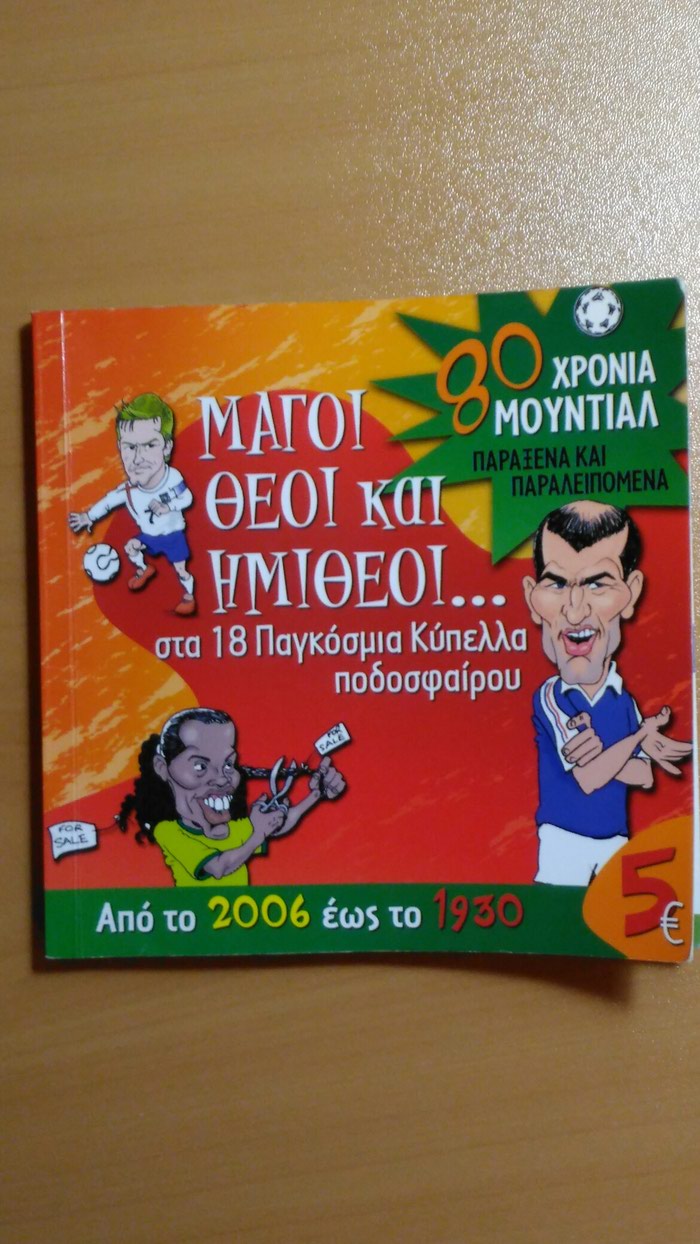 80 ΧΡΟΝΙΑ
ΜΟΥΝΤΙΑΛ
ΠΑΡΑΞΕΝΑ ΚΑΙ
ΠΑΡΑΛΕΙΠΟΜΕΝΑ
ΜΑΓΟΙ
ΘΕΟΙ και
ΗΜΙΘΕΟΙ...
στα 18 Παγκόσμια Κύπελλα
ποδοσφαίρου
FOR
SALE
FOR
SALE
Από το 2006 έως το 1930
5€